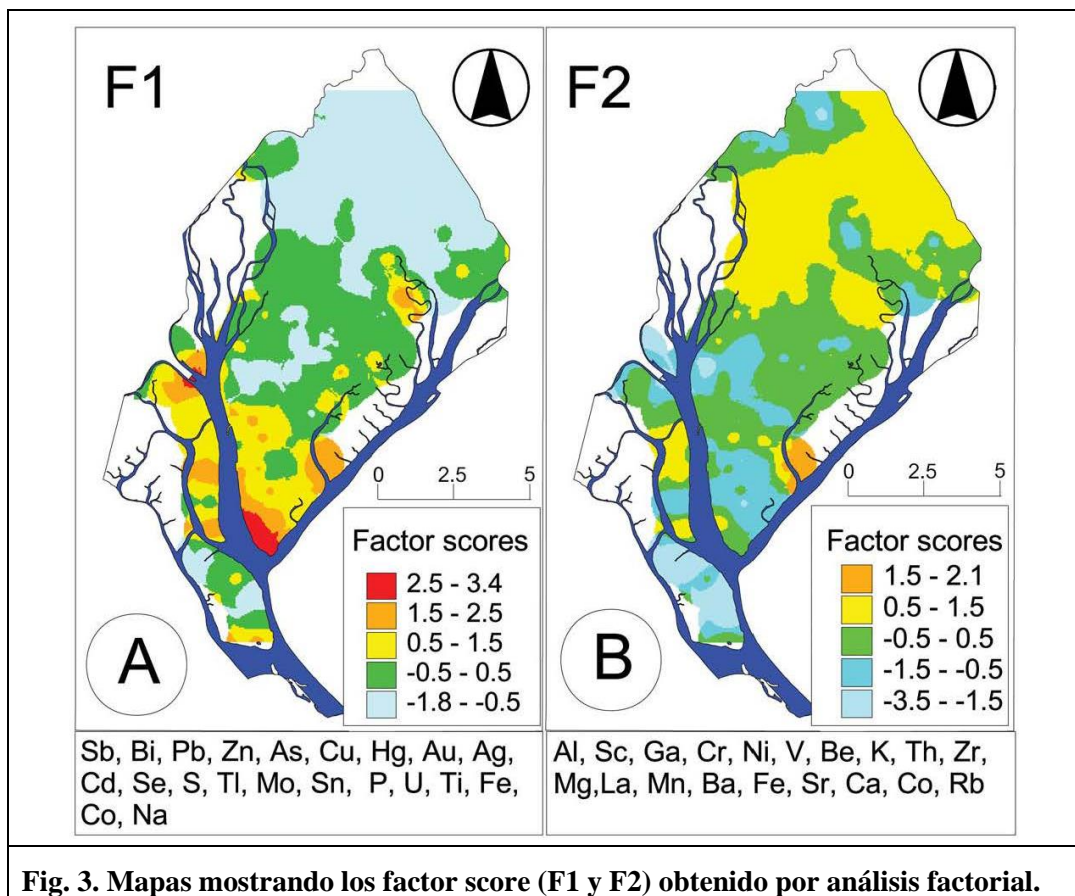 F1
0
2.5
5
Factor scores
2.5 - 3.4
1.5 - 2.5
0.5 - 1.5
-0.5 - 0.5
-1.8 - -0.5
A
Sb, Bi, Pb, Zn, As, Cu, Hg, Au, Ag,
Cd, Se, S, Tl, Mo, Sn, P, U, Ti, Fe,
Co, Na
F2
0
2.5
5
Factor scores
1.5 - 2.1
0.5 - 1.5
-0.5 - 0.5
-1.5 - -0.5
-3.5 - -1.5
B
Al, Sc, Ga, Cr, Ni, V, Be, K, Th, Zr,
Mg,La, Mn, Ba, Fe, Sr, Ca, Co, Rb
Fig. 3. Mapas mostrando los factor score (F1 y F2) obtenido por análisis factorial.